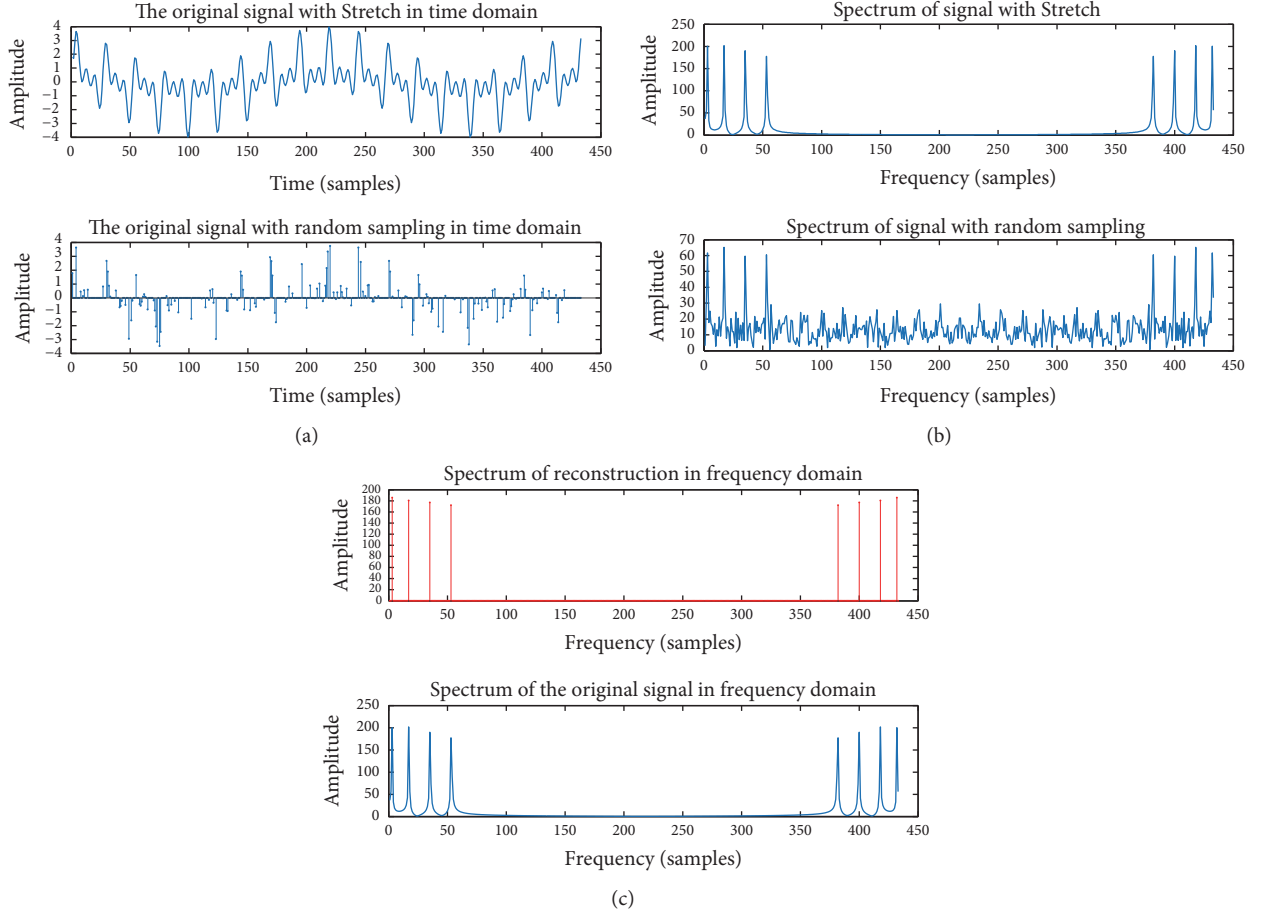 The original signal with Stretch in time domain
Amplitude
4
3
2
1
0
−1
−2
−3
−4
0 50 100 150 200 250 300 350 400 450
Time (samples)
The original signal with random sampling in time domain
Amplitude
4
3
2
1
0
−1
−2
−3
−4
0 50 100 150 200 250 300 350 400 450
Time (samples)
(a)
Spectrum of signal with Stretch
Amplitude
250
200
150
100
50
0
0 50 100 150 200 250 300 350 400 450
Frequency (samples)
Spectrum of signal with random sampling
Amplitude
70
60
50
40
30
20
10
0
0 50 100 150 200 250 300 350 400 450
Frequency (samples)
(b)
Spectrum of reconstruction in frequency domain
Amplitude
200
180
160
140
120
100
80
60
40
20
0
0 50 100 150 200 250 300 350 400 450
Frequency (samples)
Spectrum of the original signal in frequency domain
Amplitude
250
200
150
100
50
0
0 50 100 150 200 250 300 350 400 450
Frequency (samples)
(c)